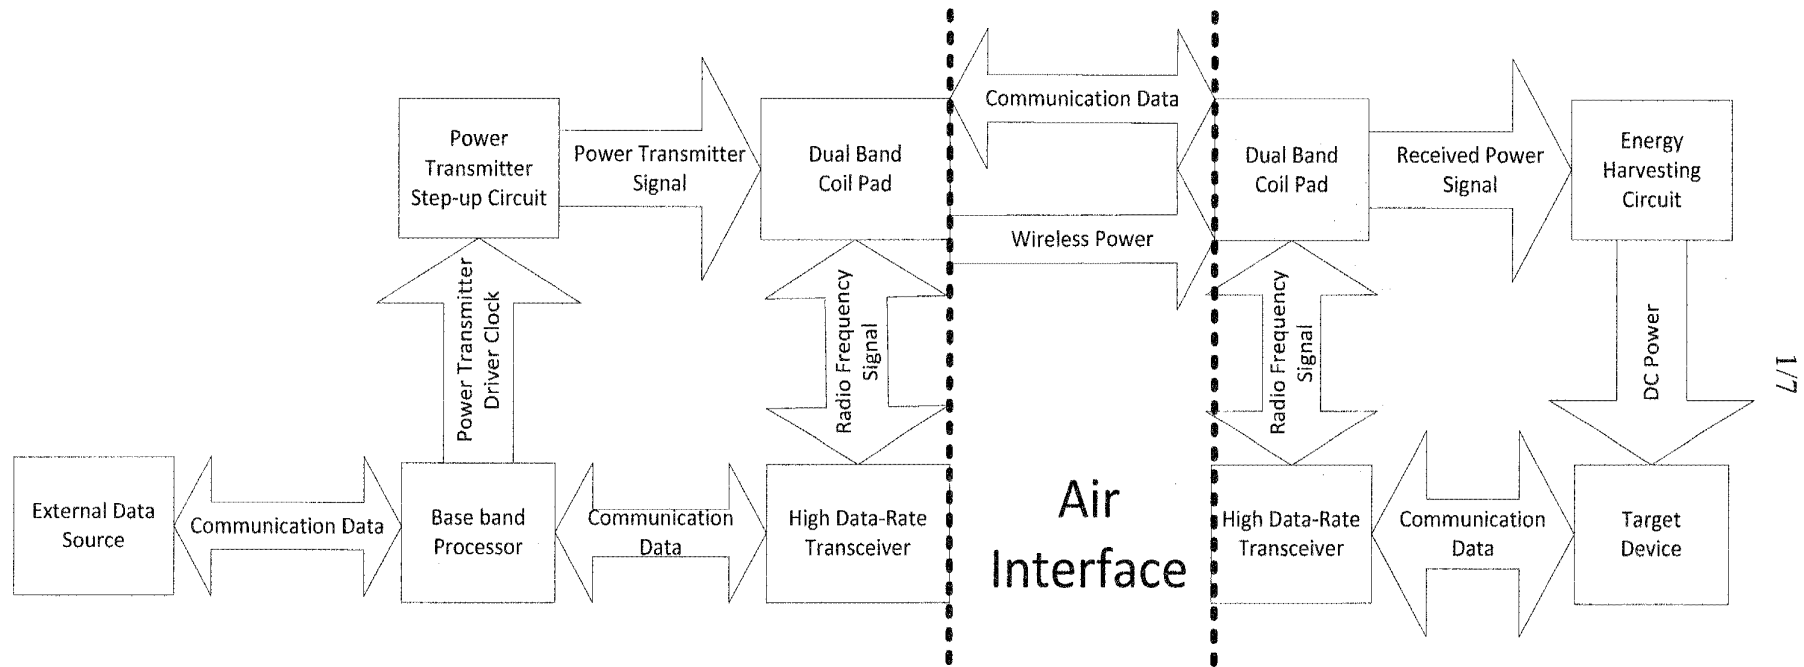 Communication Data
Power
Transmitter
Step-up Circuit
Power Transmitter
Signal
Dual Band
Coil Pad
Wireless Power
Dual Band
Coil Pad
Received Power
Signal
Energy
Harvesting
Circuit
Power Transmitter
Driver Clock
Radio Frequency
Signal
Radio Frequency
Signal
DC Power
1/7
External Data
Source
Communication Data
Base band
Processor
Communication
Data
High Data-Rate
Transceiver
Air
Interface
High Data-Rate
Transceiver
Communication
Data
Target
Device